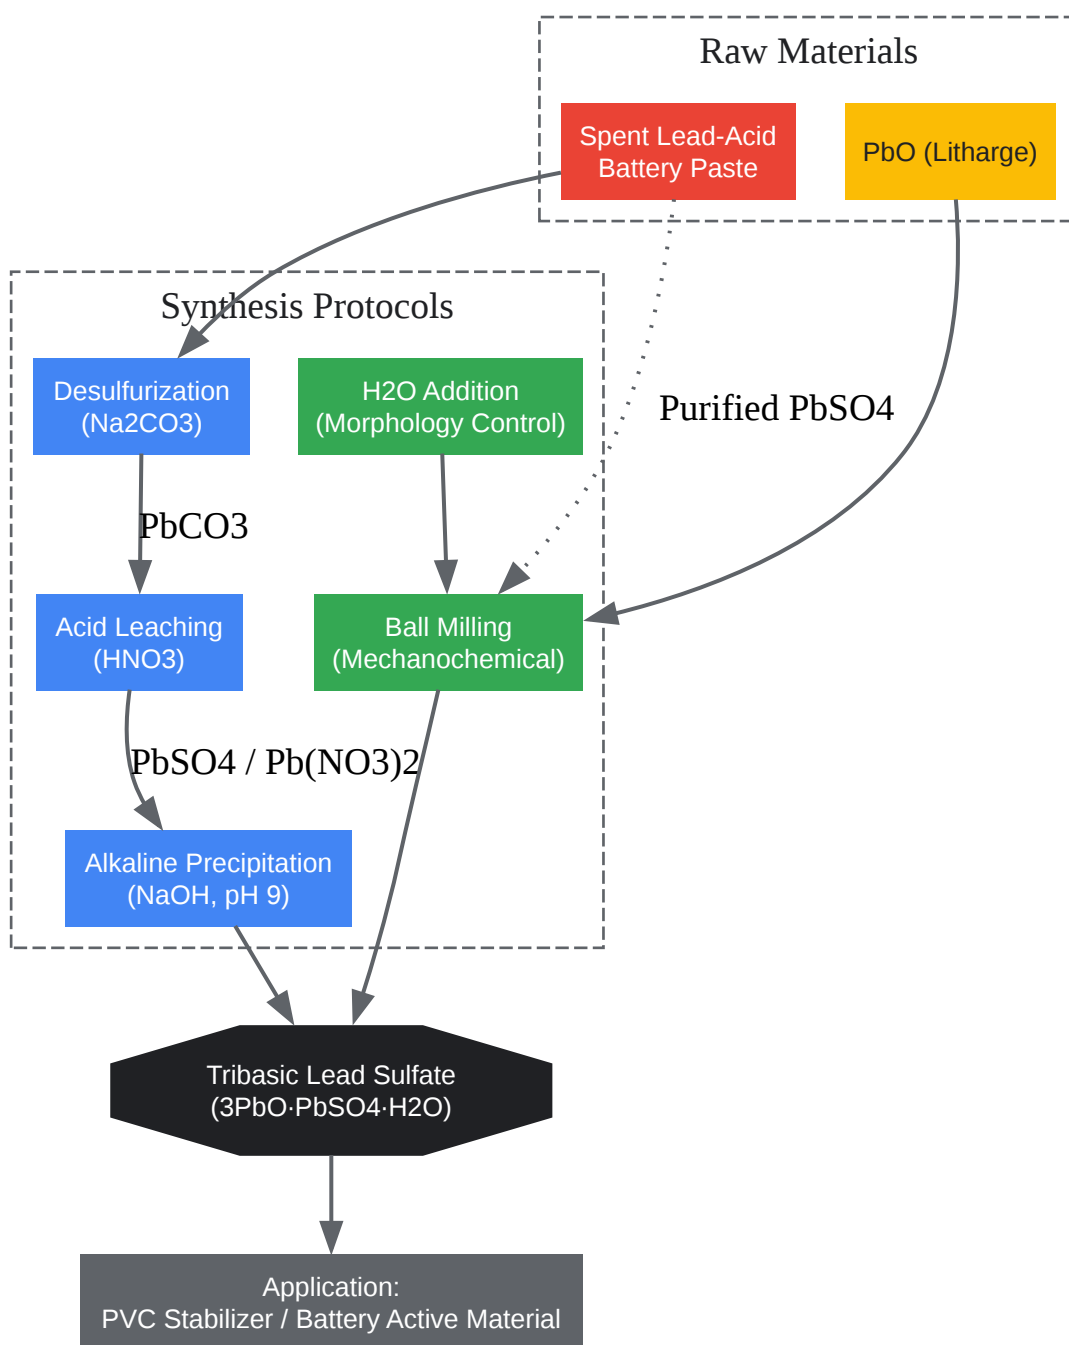 Raw Materials
Spent Lead-Acid
Battery Paste
PbO (Litharge)
Synthesis Protocols
Desulfurization
(Na2CO3)
H2O Addition
(Morphology Control)
Purified PbSO4
PbCO3
Acid Leaching
(HNO3)
Ball Milling
(Mechanochemical)
PbSO4 / Pb(NO3)2
Alkaline Precipitation
(NaOH, pH 9)
Tribasic Lead Sulfate
(3PbO·PbSO4·H2O)
Application:
PVC Stabilizer / Battery Active Material